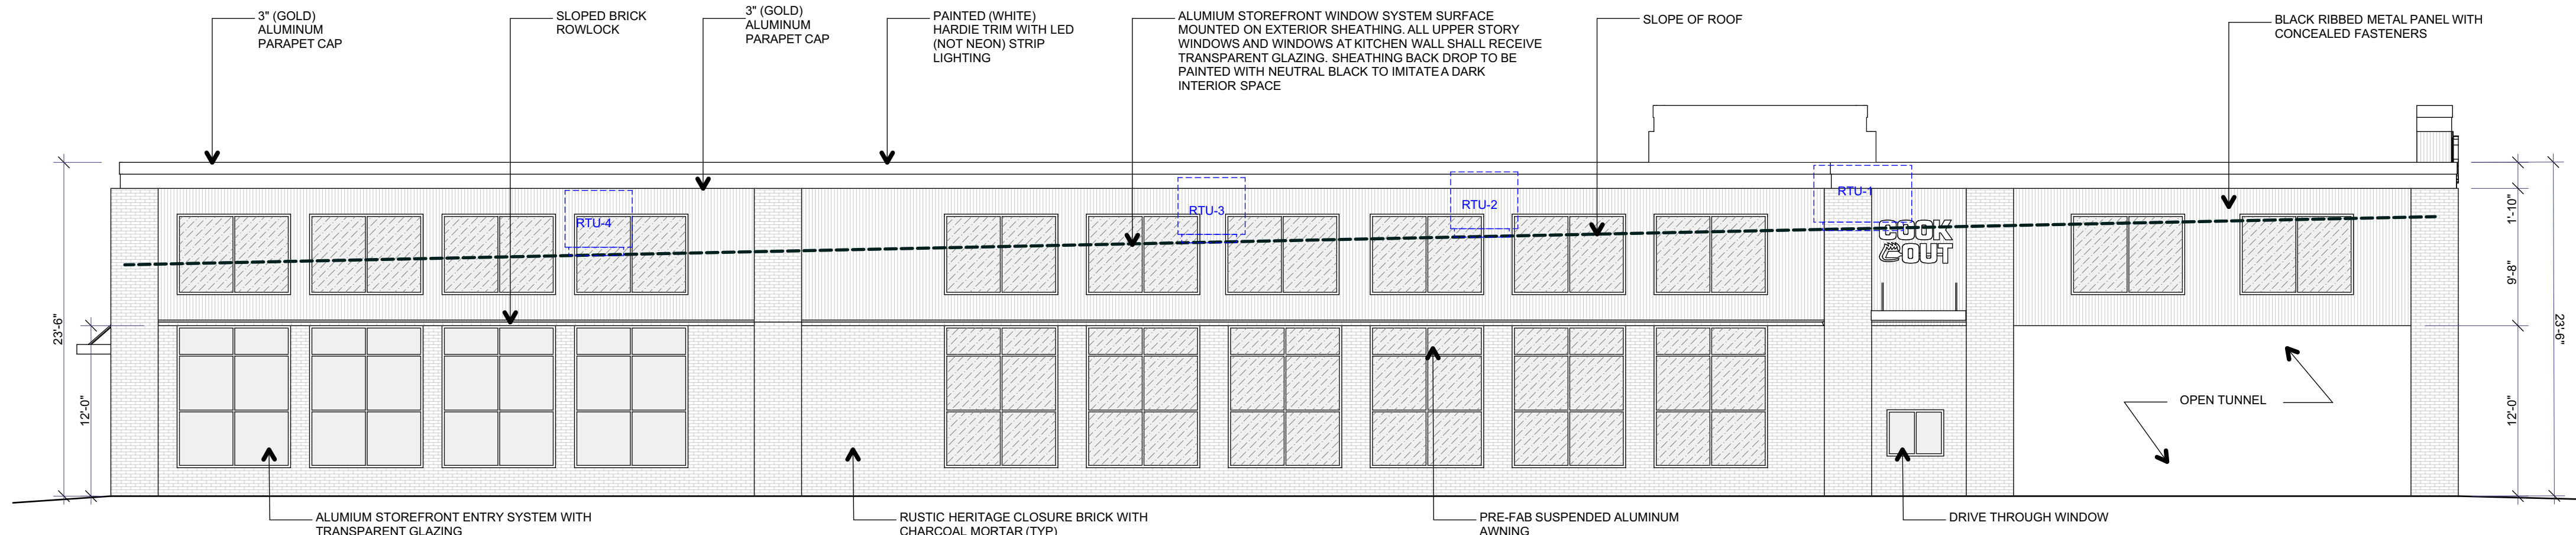 3" (GOLD)
ALUMINUM
PARAPET CAP
SLOPED BRICK
ROWLOCK
3" (GOLD)
ALUMINUM
PARAPET CAP
PAINTED (WHITE)
HARDIE TRIM WITH LED
(NOT NEON) STRIP
LIGHTING
ALUMIUM STOREFRONT WINDOW SYSTEM SURFACE
MOUNTED ON EXTERIOR SHEATHING. ALL UPPER STORY
WINDOWS AND WINDOWS AT KITCHEN WALL SHALL RECEIVE
TRANSPARENT GLAZING. SHEATHING BACK DROP TO BE
PAINTED WITH NEUTRAL BLACK TO IMITATE A DARK
INTERIOR SPACE
SLOPE OF ROOF
BLACK RIBBED METAL PANEL WITH
CONCEALED FASTENERS
RTU-4
RTU-3
RTU-2
RTU-1
COOK
OUT
23'-6"
12'-0"
1'-10"
9'-8"
12'-0"
23'-6"
OPEN TUNNEL
ALUMIUM STOREFRONT ENTRY SYSTEM WITH
TRANSPARENT GLAZING
RUSTIC HERITAGE CLOSURE BRICK WITH
CHARCOAL MORTAR (TYP)
PRE-FAB SUSPENDED ALUMINUM
AWNING
DRIVE THROUGH WINDOW